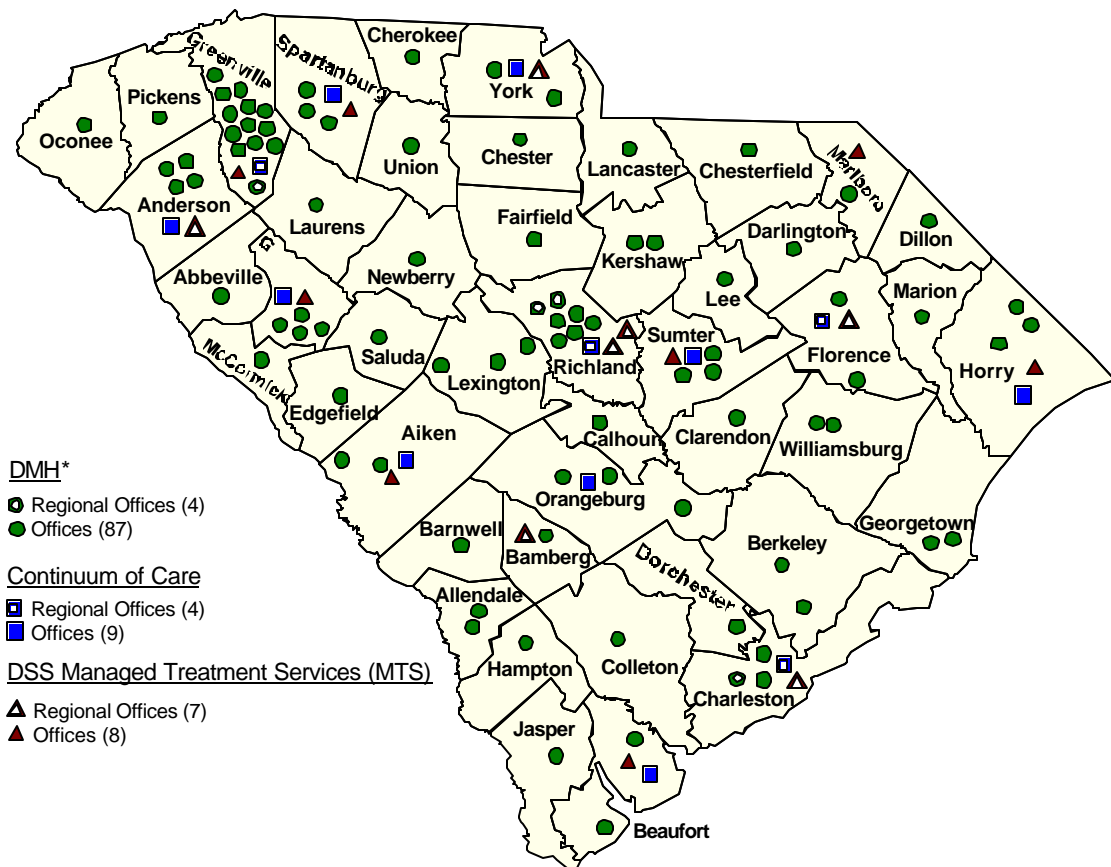 Cherokee
Greenville
Spartanburg
York
Pickens
Oconee
Union
Chester
Lancaster
Chesterfield
Marlboro
Anderson
Laurens
Fairfield
Darlington
Dillon
Kershaw
Abbeville
G
Newberry
Lee
Marion
Saluda
Sumter
McCormick
Lexington
Richland
Florence
Horry
Edgefield
Aiken
Calhoun
Clarendon
Williamsburg
Orangeburg
DMH*
Regional Offices (4)
Offices (87)
Barnwell
Georgetown
Bamberg
Berkeley
Dorchester
Continuum of Care
Regional Offices (4)
Offices (9)
Allendale
Hampton
Colleton
Charleston
DSS Managed Treatment Services (MTS)
Regional Offices (7)
Offices (8)
Jasper
Beaufort